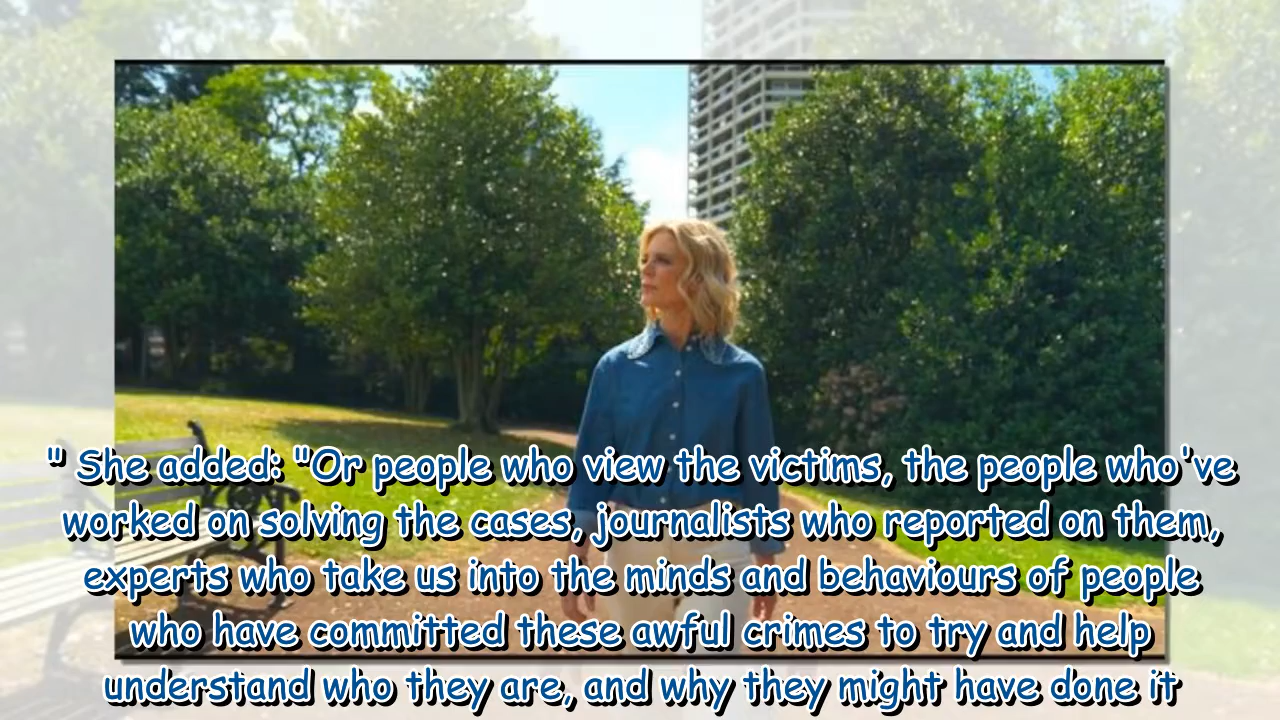 " She added: "Or people who view the victims, the people who've
worked on solving the cases, journalists who reported on them,
experts who take us into the minds and behaviours of people
who have committed these awful crimes to try and help
understand who they are, and why they might have done it